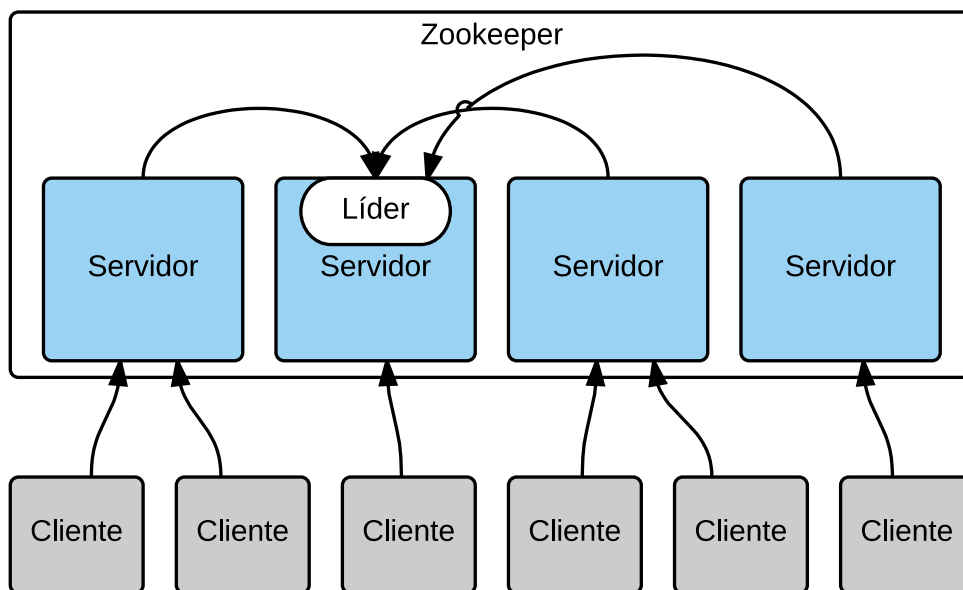 Zookeeper
Líder
Servidor
Servidor
Servidor
Servidor
Cliente
Cliente
Cliente
Cliente
Cliente
Cliente